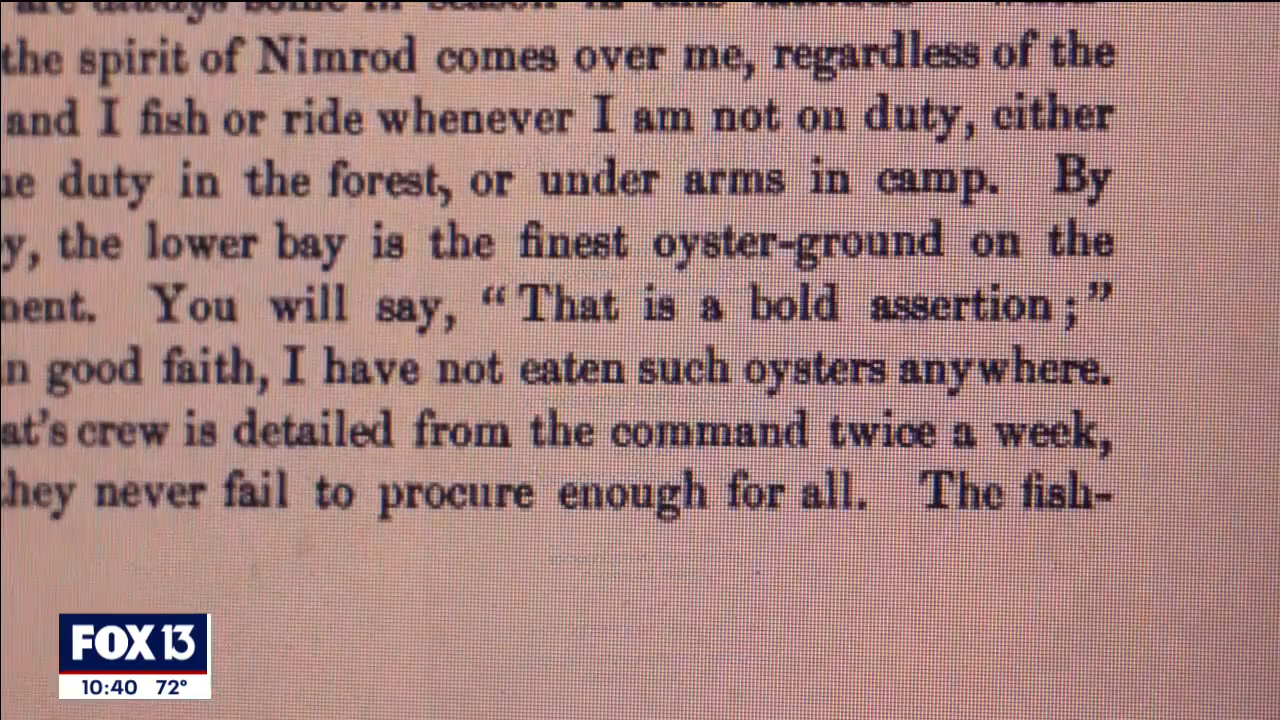 the spirit of Nimrod comes over me, regardless of the
and I fish or ride whenever I am not on duty, either
duty in the forest, or under arms in camp. By
y, the lower bay is the finest oyster-ground on the
nent. You will say, “That is a bold assertion;”
n good faith, I have not eaten such oysters anywhere.
at's crew is detailed from the command twice a week,
hey never fail to procure enough for all. The fish-
FOX 13
10:40 72°